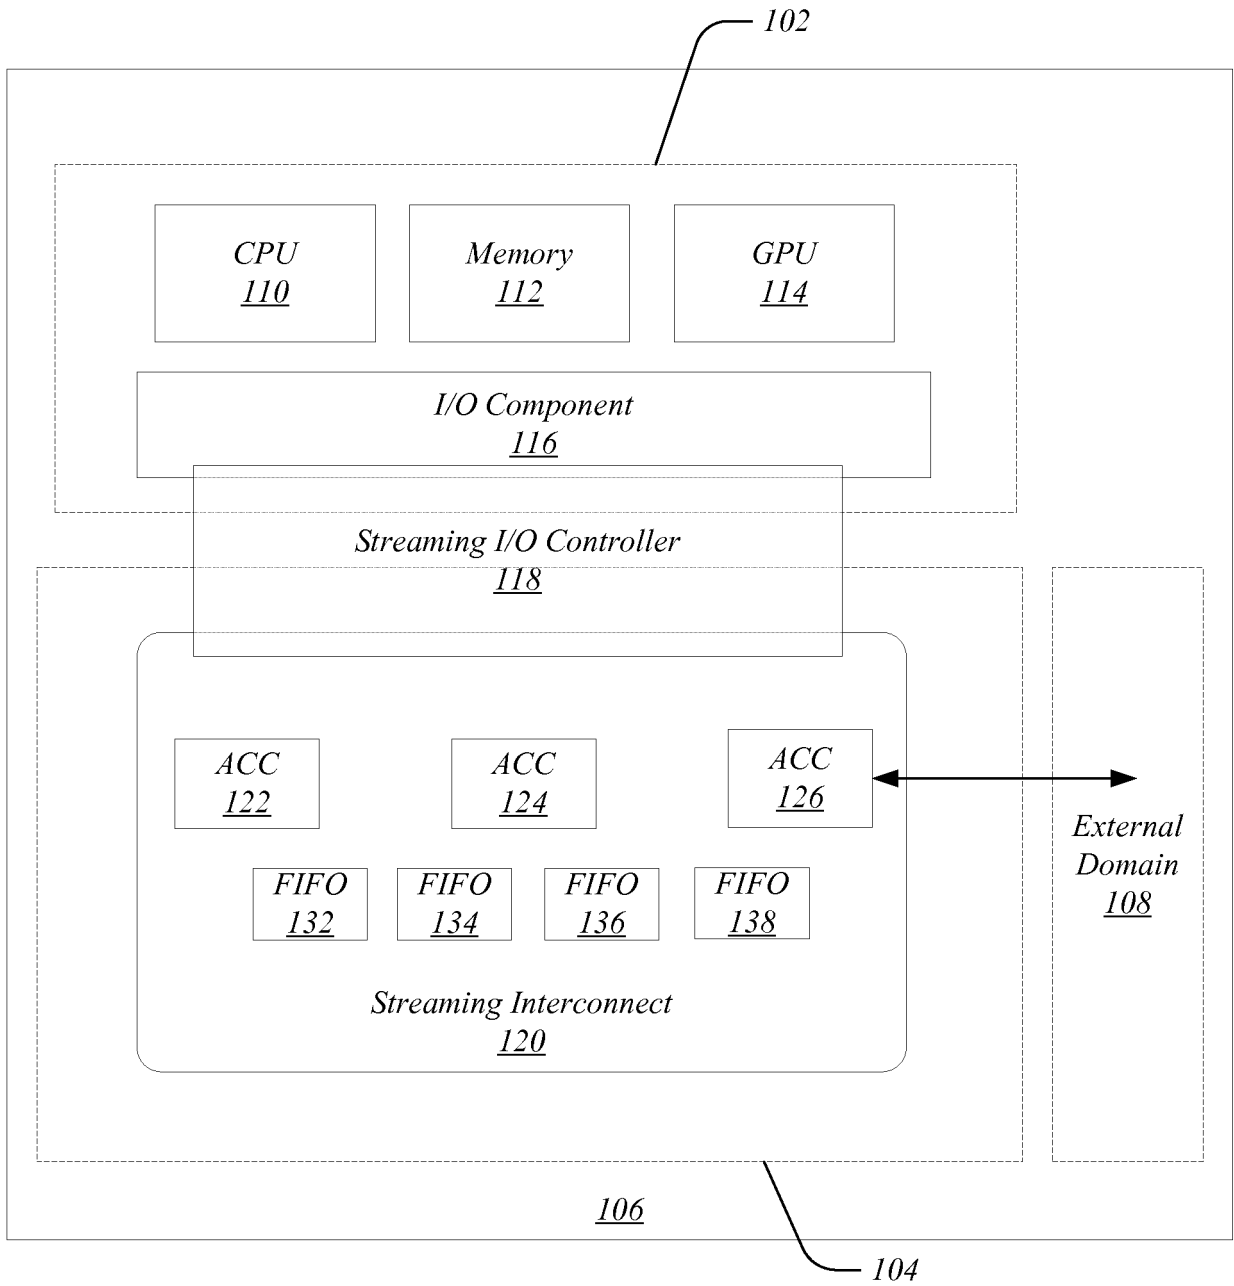 102
CPU
110
Memory
112
GPU
114
I/O Component
116
Streaming I/O Controller
118
ACC
122
ACC
124
ACC
126
External
Domain
108
FIFO
132
FIFO
134
FIFO
136
FIFO
138
Streaming Interconnect
120
106
104